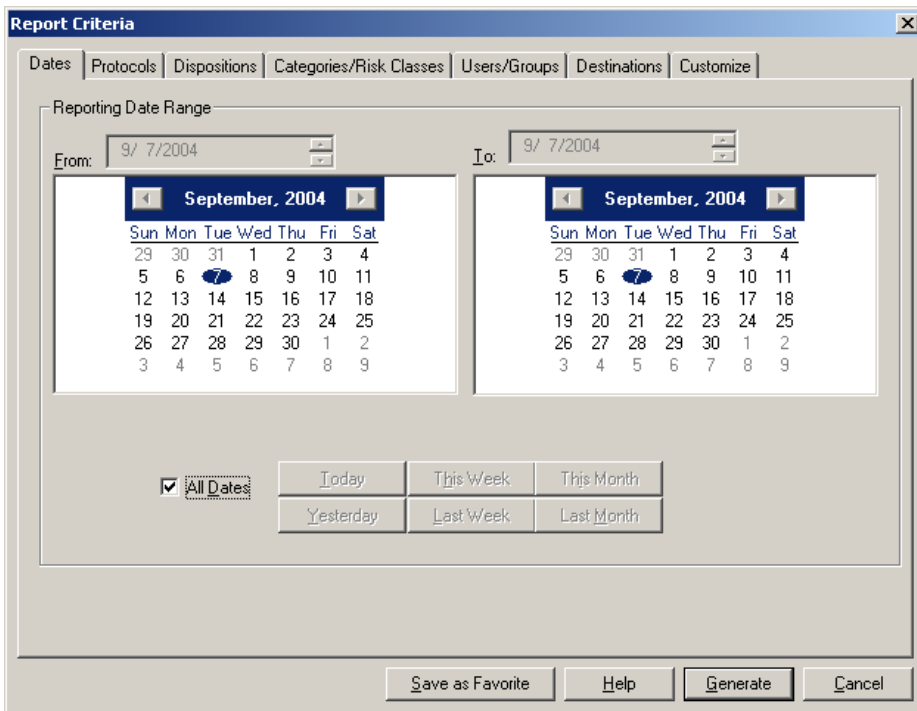 Report Criteria
Dates Protocols Dispositions Categories/Risk Classes Users/Groups Destinations Customize
Reporting Date Range
From: 9/ 7/2004
To: 9/ 7/2004
September, 2004
Sun Mon Tue Wed Thu Fri Sat
29 30 31 1 2 3 4
5 6 7 8 9 10 11
12 13 14 15 16 17 18
19 20 21 22 23 24 25
26 27 28 29 30 1 2
3 4 5 6 7 8 9
September, 2004
Sun Mon Tue Wed Thu Fri Sat
29 30 31 1 2 3 4
5 6 7 8 9 10 11
12 13 14 15 16 17 18
19 20 21 22 23 24 25
26 27 28 29 30 1 2
3 4 5 6 7 8 9
All Dates
Today This Week This Month
Yesterday Last Week Last Month
Save as Favorite Help Generate Cancel